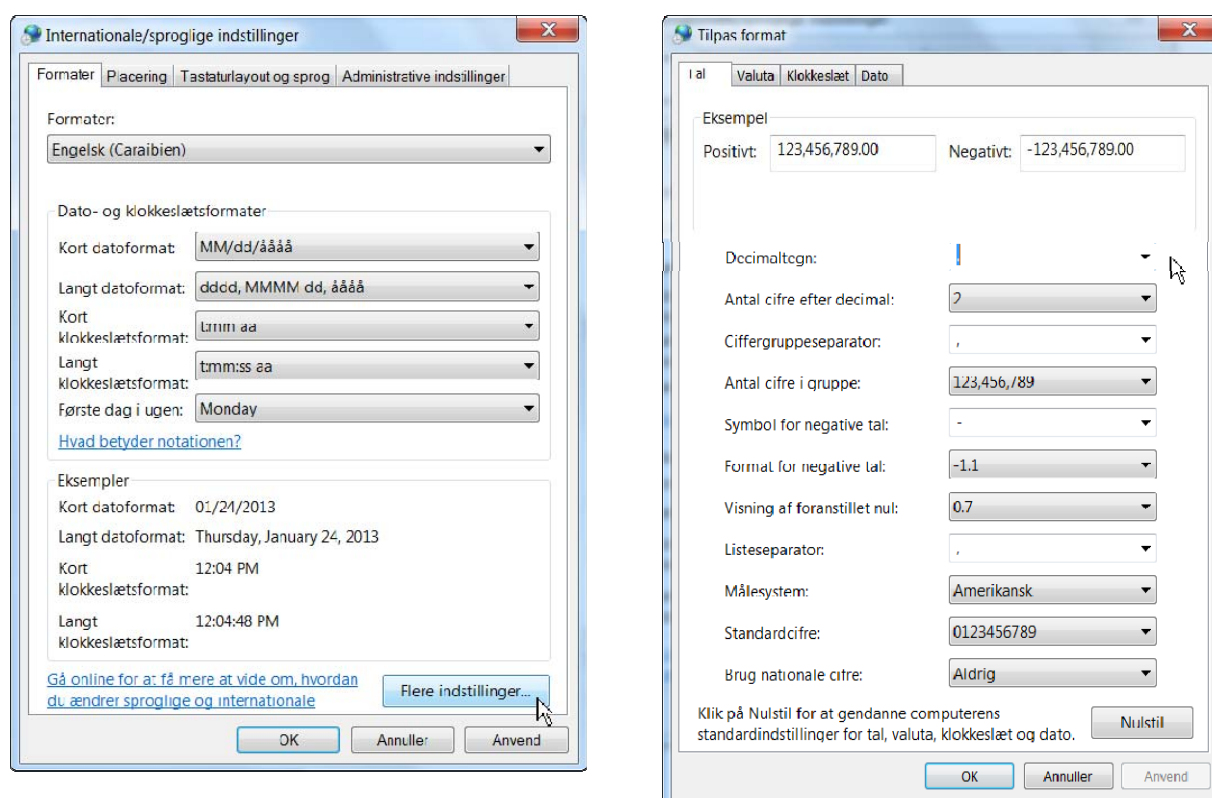 Internationale/sproglige indstillinger
Formater Placering Tastaturlayout og sprog Administrative indstillinger
Formater:
Engelsk (Caraibien)
Dato- og klokkeslætsformater
Kort datoformat: MM/dd/åååå
Langt datoformat: dddd, MMMM dd, åååå
Kort
klokkeslætsformat: t:mm aa
Langt
klokkeslætsformat: t:mm:ss aa
Første dag i ugen: Monday
Hvad betyder notationen?
Eksempler
Kort datoformat: 01/24/2013
Langt datoformat: Thursday, January 24, 2013
Kort
klokkeslætsformat: 12:04 PM
Langt
klokkeslætsformat: 12:04:48 PM
Gå online for at få mere at vide om, hvordan
du ændrer sproglige og internationale
Flere indstillinger...
OK Annuller Anvend
Tilpas format
Tal Valuta Klokkeslæt Dato
Eksempel
Positivt: 123,456,789.00 Negativt: -123,456,789.00
Decimaltegn: .
Antal cifre efter decimal: 2
Ciffergruppeseparator: ,
Antal cifre i gruppe: 123,456,789
Symbol for negative tal: -
Format for negative tal: -1.1
Visning af foranstillet nul: 0.7
Listeseparator: ,
Målesystem: Amerikansk
Standardcifre: 0123456789
Brug nationale cifre: Aldrig
Klik på Nulstil for at gendanne computerens
standardindstillinger for tal, valuta, klokkeslæt og dato.
Nulstil
OK Annuller Anvend